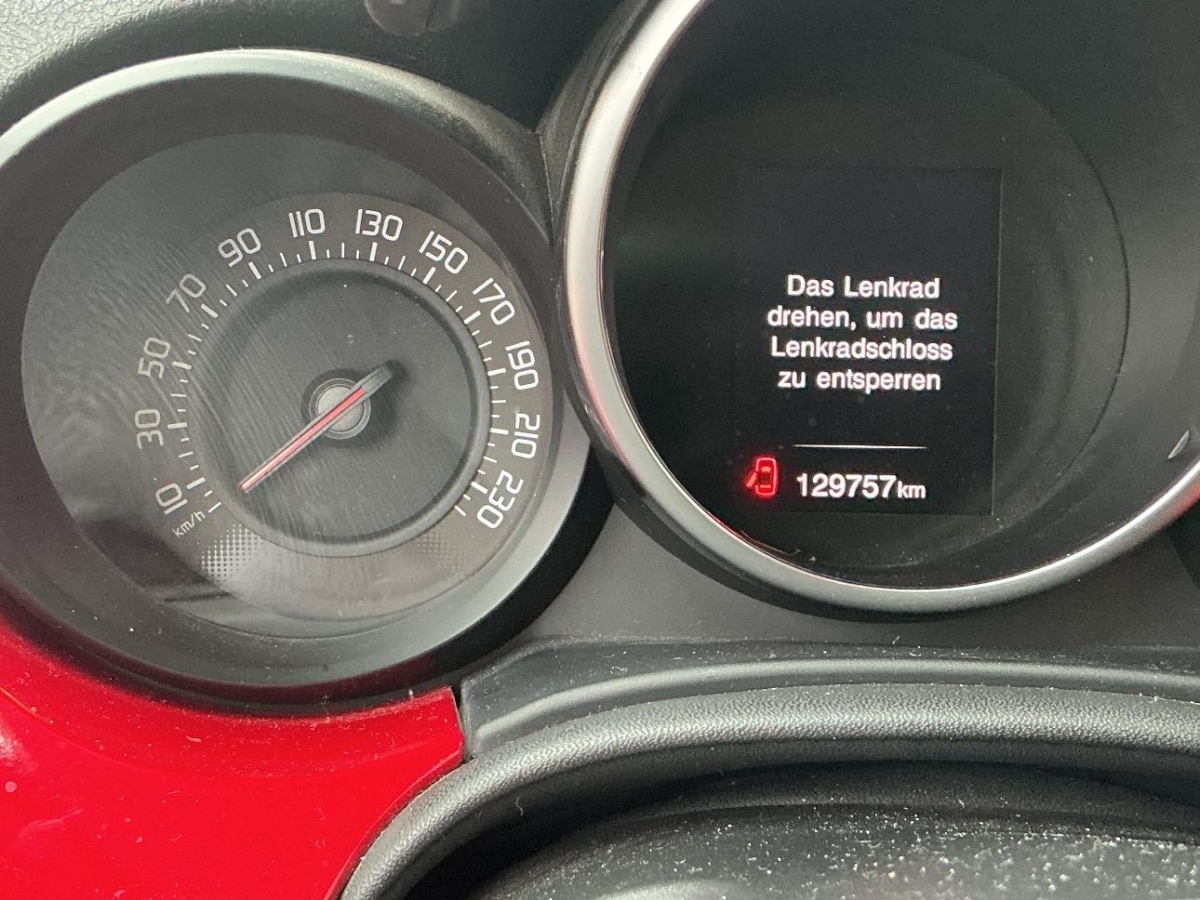 10
30
50
70
90
110
130
150
170
190
210
230
km/h
Das Lenkrad
drehen, um das
Lenkradschloss
zu entsperren
129757km